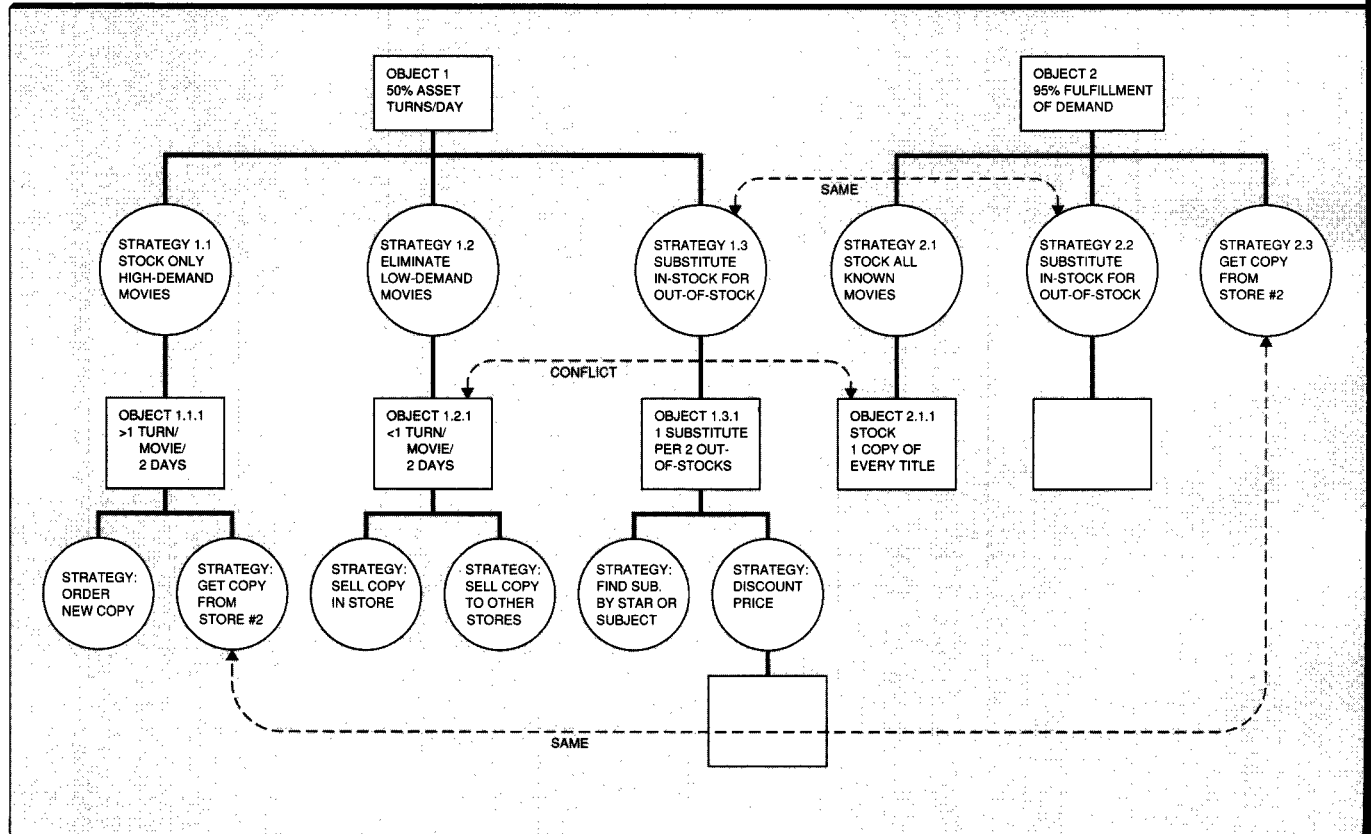 OBJECT 1
50% ASSET
TURNS/DAY
OBJECT 2
95% FULFILLMENT
OF DEMAND
SAME
STRATEGY 1.1
STOCK ONLY
HIGH-DEMAND
MOVIES
STRATEGY 1.2
ELIMINATE
LOW-DEMAND
MOVIES
STRATEGY 1.3
SUBSTITUTE
IN-STOCK FOR
OUT-OF-STOCK
STRATEGY 2.1
STOCK ALL
KNOWN
MOVIES
STRATEGY 2.2
SUBSTITUTE
IN-STOCK FOR
OUT-OF-STOCK
STRATEGY 2.3
GET COPY
FROM
STORE #2
CONFLICT
OBJECT 1.1.1
>1 TURN/
MOVIE/
2 DAYS
OBJECT 1.2.1
<1 TURN/
MOVIE/
2 DAYS
OBJECT 1.3.1
1 SUBSTITUTE
PER 2 OUT-
OF-STOCKS
OBJECT 2.1.1
STOCK
1 COPY OF
EVERY TITLE
STRATEGY:
ORDER
NEW COPY
STRATEGY:
GET COPY
FROM
STORE #2
STRATEGY:
SELL COPY
IN STORE
STRATEGY:
SELL COPY
TO OTHER
STORES
STRATEGY:
FIND SUB.
BY STAR OR
SUBJECT
STRATEGY:
DISCOUNT
PRICE
SAME